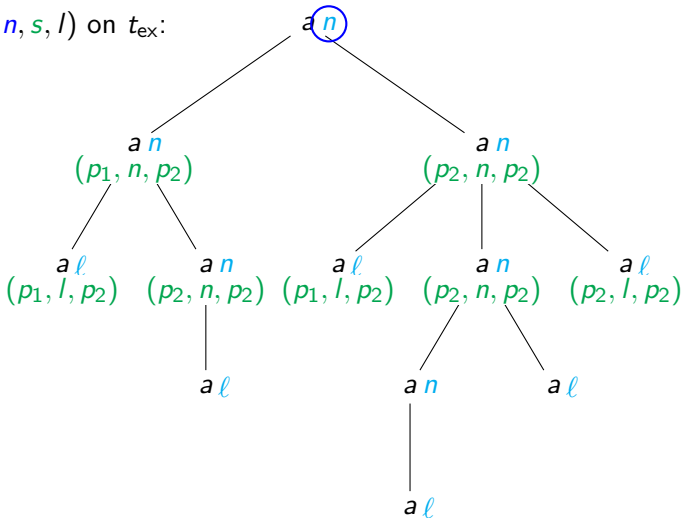 n, s, l) on t_ex:
a n
a n a n
(p₁, n, p₂) (p₂, n, p₂)
a ℓ a n a ℓ a n a ℓ
(p₁, l, p₂) (p₂, n, p₂) (p₁, l, p₂) (p₂, n, p₂) (p₂, l, p₂)
a ℓ a n a ℓ
a ℓ